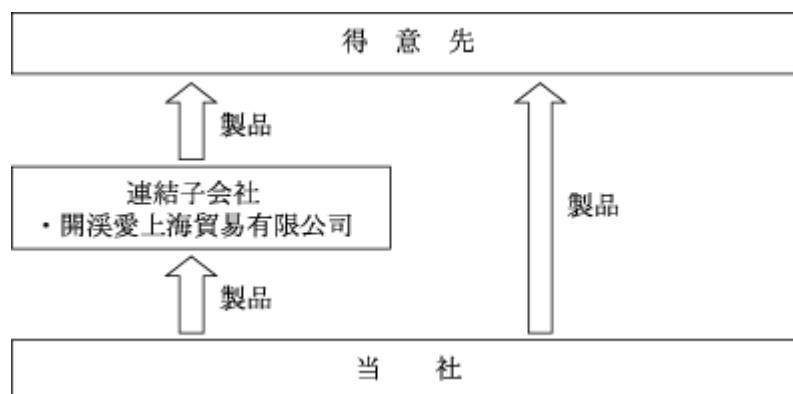 得意先
製品
連結子会社
・開渓愛上海貿易有限公司
製品
製品
当社